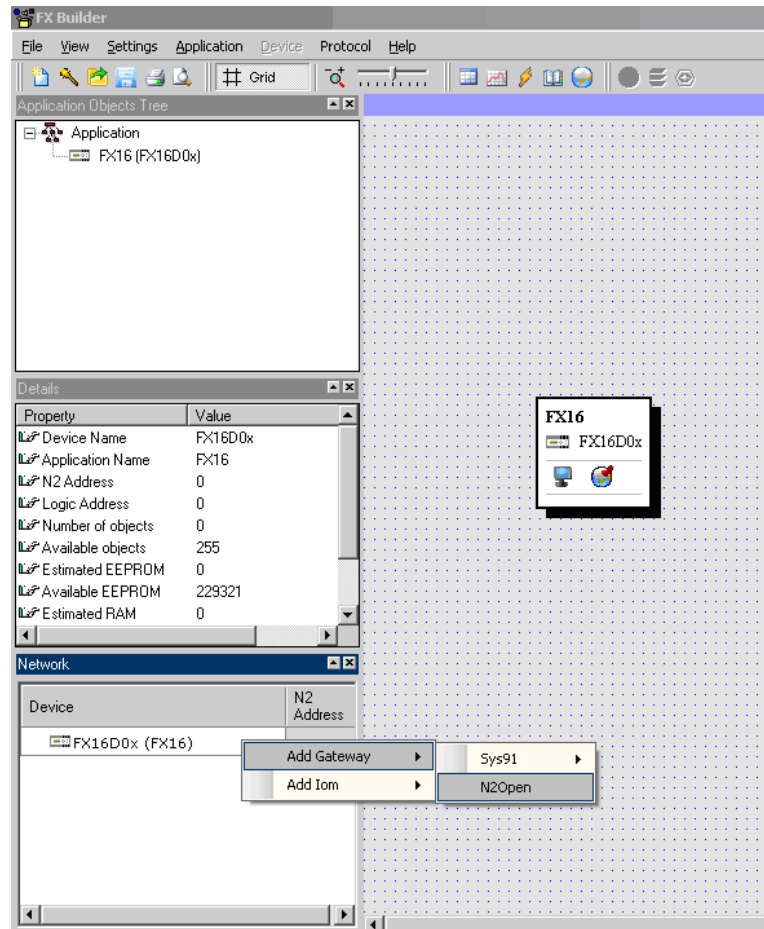 FX Builder
File View Settings Application Device Protocol Help
Grid
Application Objects Tree
Application
FX16 (FX16D0x)
Details
Property Value
Device Name FX16D0x
Application Name FX16
N2 Address 0
Logic Address 0
Number of objects 0
Available objects 255
Estimated EEPROM 0
Available EEPROM 229321
Estimated RAM 0
FX16
FX16D0x
Network
Device N2 Address
FX16D0x (FX16)
Add Gateway Sys91
Add Iom N2Open